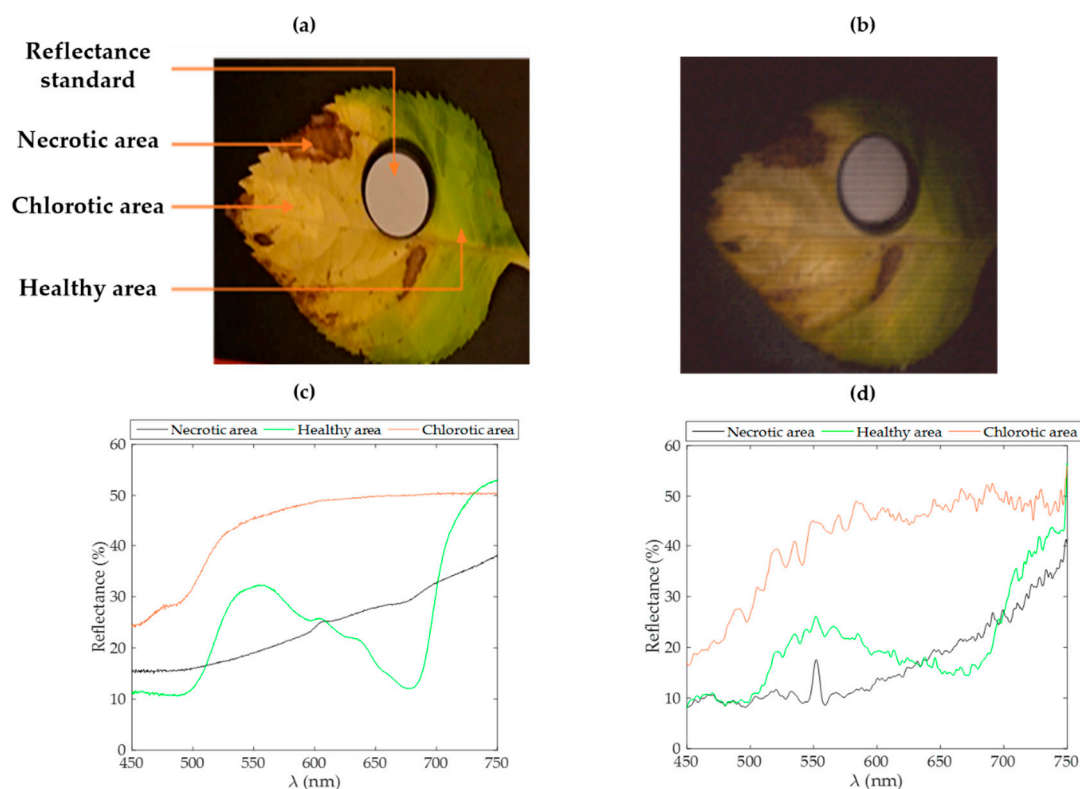 (a)
(b)
Reflectance
standard
Necrotic area
Chlorotic area
Healthy area
(c)
(d)
Necrotic area Healthy area Chlorotic area
60
50
40
30
20
10
0
Reflectance (%)
450 500 550 600 650 700 750
λ (nm)
Necrotic area Healthy area Chlorotic area
60
50
40
30
20
10
0
Reflectance (%)
450 500 550 600 650 700 750
λ (nm)